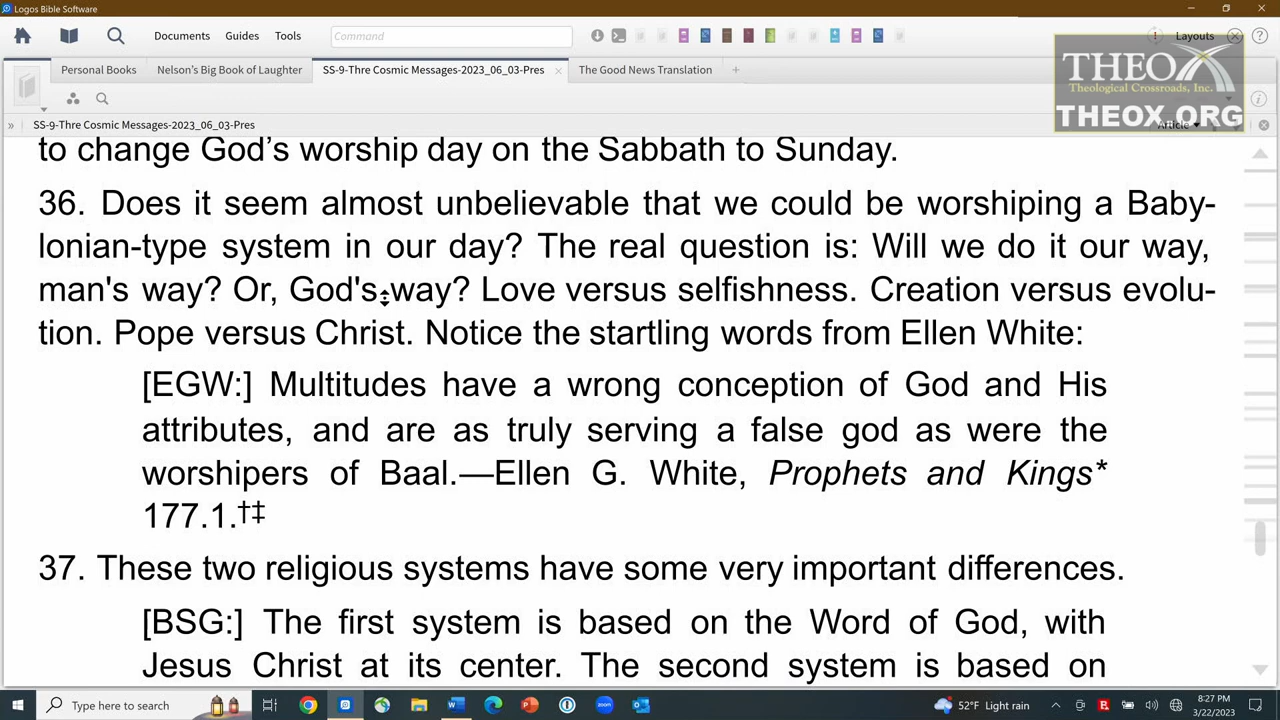 Logos Bible Software
Documents Guides Tools Command Layouts
Personal Books Nelson's Big Book of Laughter SS-9-Thre Cosmic Messages-2023_06_03-Pres The Good News Translation
THEOX
Theological Crossroads, Inc.
THEOX.ORG
SS-9-Thre Cosmic Messages-2023_06_03-Pres Article
to change God's worship day on the Sabbath to Sunday.
36. Does it seem almost unbelievable that we could be worshiping a Baby-
lonian-type system in our day? The real question is: Will we do it our way,
man's way? Or, God's way? Love versus selfishness. Creation versus evolu-
tion. Pope versus Christ. Notice the startling words from Ellen White:
[EGW:] Multitudes have a wrong conception of God and His
attributes, and are as truly serving a false god as were the
worshipers of Baal.—Ellen G. White, Prophets and Kings*
177.1.†‡
37. These two religious systems have some very important differences.
[BSG:] The first system is based on the Word of God, with
Jesus Christ at its center. The second system is based on
Type here to search
52°F Light rain
8:27 PM
3/22/2023